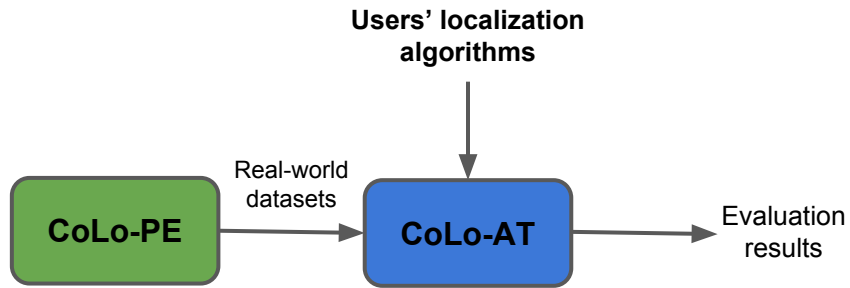 Users’ localization
algorithms
Real-world
datasets
CoLo-PE
CoLo-AT
Evaluation
results